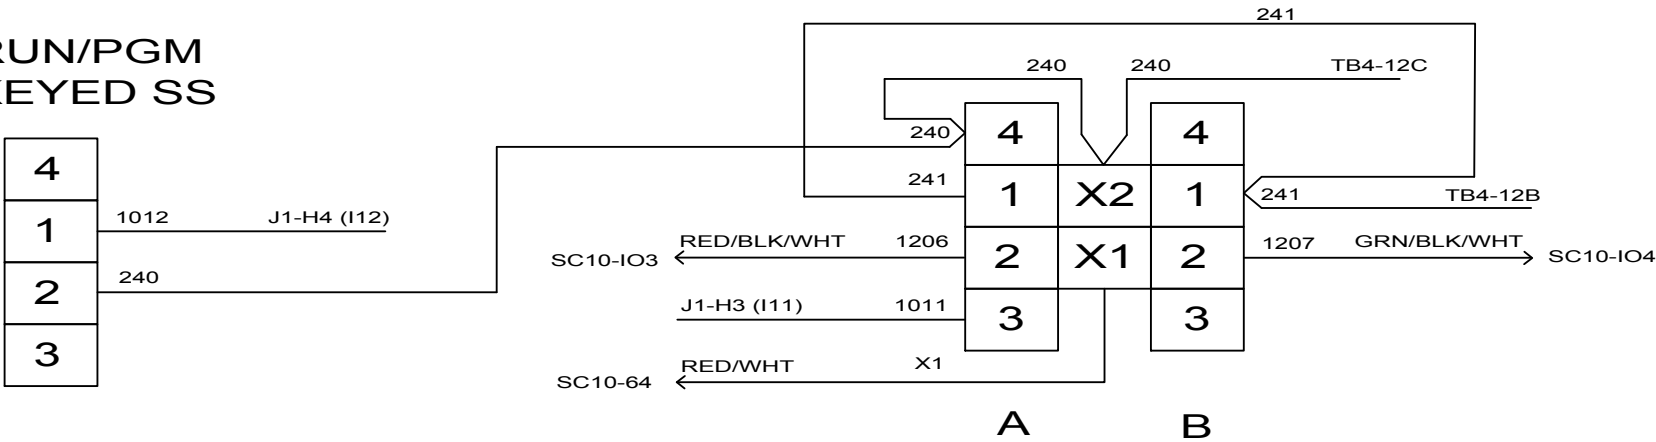 241
RUN/PGM
KEYED SS
240 240 TB4-12C
4
1 1012 J1-H4 (I12)
2 240
3
240 4 4
241 1 X2 1 241 TB4-12B
SC10-IO3 RED/BLK/WHT 1206 2 X1 2 1207 GRN/BLK/WHT SC10-IO4
J1-H3 (I11) 1011 3 3
SC10-64 RED/WHT X1
A B